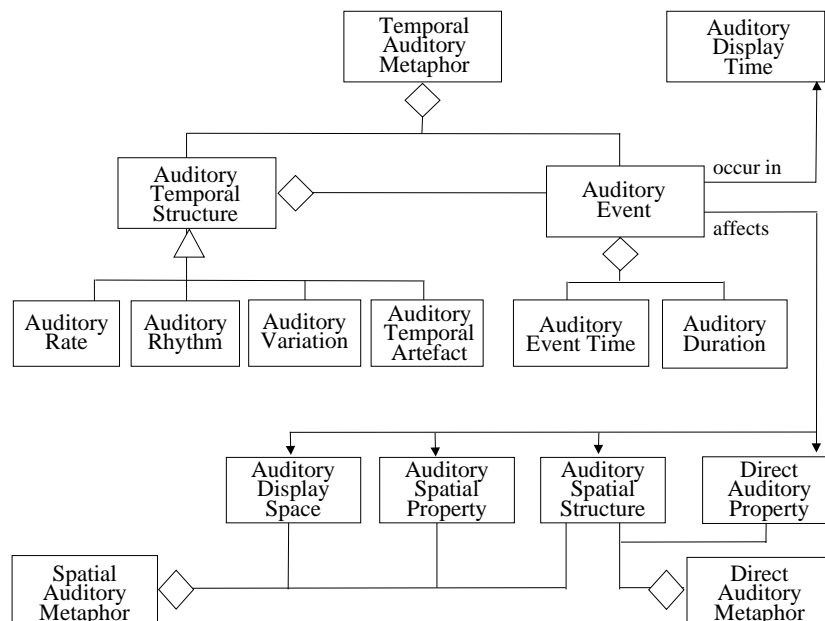 Temporal
Auditory
Metaphor
Auditory
Display
Time
Auditory
Temporal
Structure
Auditory
Event
occur in
affects
Auditory
Rate
Auditory
Rhythm
Auditory
Variation
Auditory
Temporal
Artefact
Auditory
Event Time
Auditory
Duration
Auditory
Display
Space
Auditory
Spatial
Property
Auditory
Spatial
Structure
Direct
Auditory
Property
Spatial
Auditory
Metaphor
Direct
Auditory
Metaphor